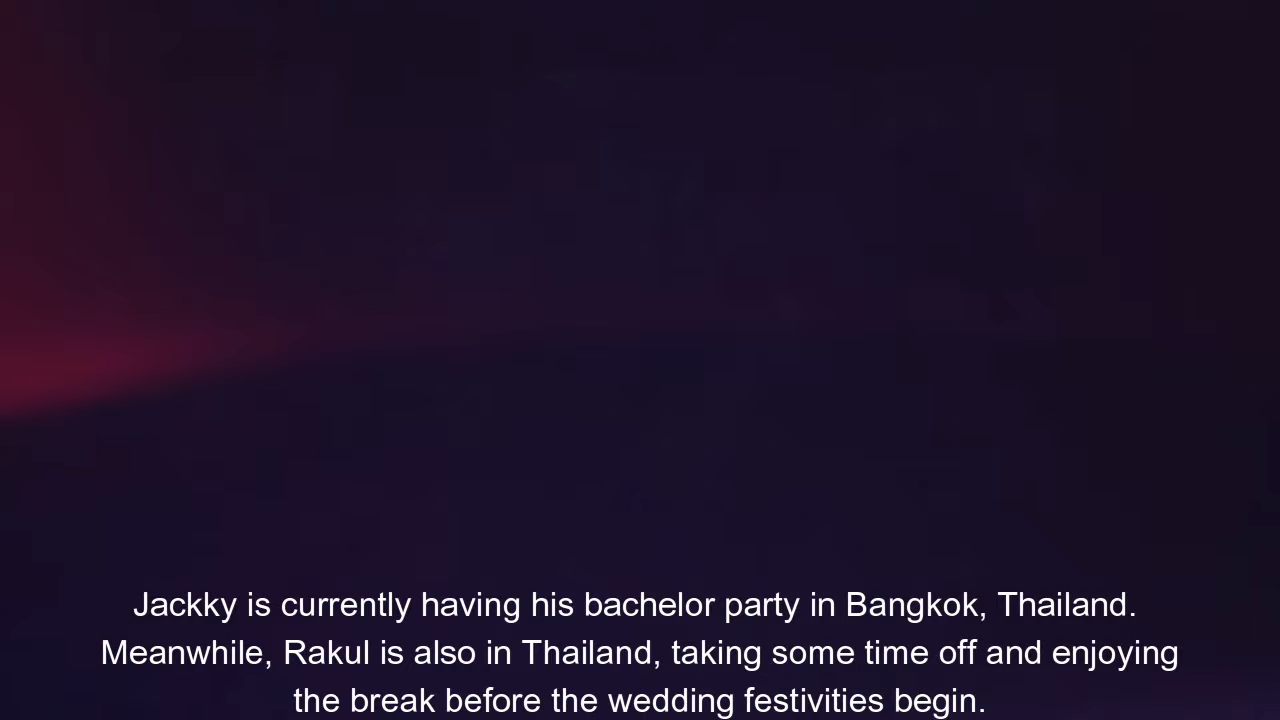 Jackky is currently having his bachelor party in Bangkok, Thailand.
Meanwhile, Rakul is also in Thailand, taking some time off and enjoying
the break before the wedding festivities begin.